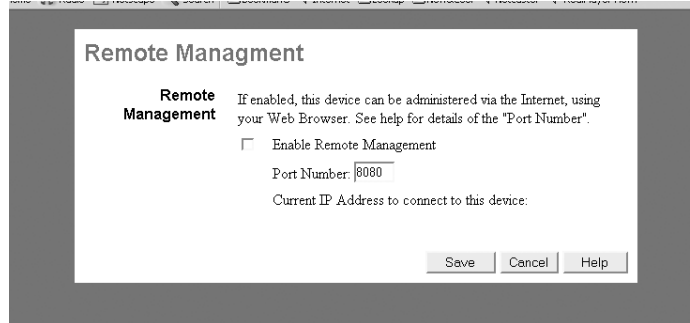 Remote Managment
Remote
Management
If enabled, this device can be administered via the Internet, using
your Web Browser. See help for details of the "Port Number".
Enable Remote Management
Port Number: 8080
Current IP Address to connect to this device:
Save Cancel Help